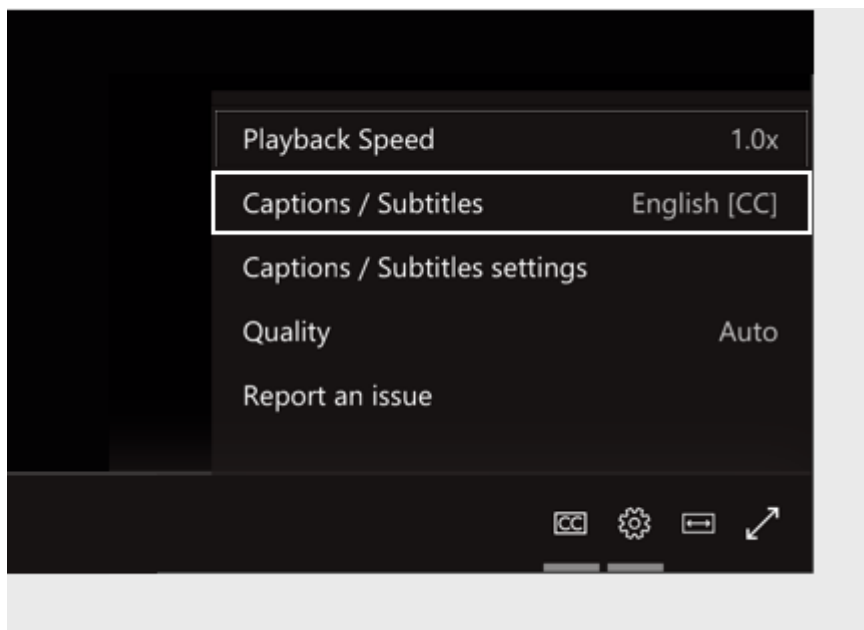 Playback Speed 1.0x
Captions / Subtitles English [CC]
Captions / Subtitles settings
Quality Auto
Report an issue
CC